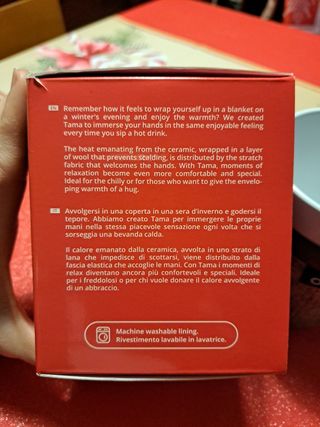 EN Remember how it feels to wrap yourself up in a blanket on
a winter's evening and enjoy the warmth? We created
Tama to immerse your hands in the same enjoyable feeling
every time you sip a hot drink.
The heat emanating from the ceramic, wrapped in a layer
of wool that prevents scalding, is distributed by the stretch
fabric that welcomes the hands. With Tama, moments of
relaxation become even more comfortable and special.
Ideal for the chilly or for those who want to give the envelo-
ping warmth of a hug.
IT Avvolgersi in una coperta in una sera d'inverno e godersi il
tepore. Abbiamo creato Tama per immergere le proprie
mani nella stessa piacevole sensazione ogni volta che si
sorseggia una bevanda calda.
Il calore emanato dalla ceramica, avvolta in uno strato di
lana che impedisce di scottarsi, viene distribuito dalla
fascia elastica che accoglie le mani. Con Tama i momenti di
relax diventano ancora più confortevoli e speciali. Ideale
per i freddolosi o per chi vuole donare il calore avvolgente
di un abbraccio.
Machine washable lining.
Rivestimento lavabile in lavatrice.